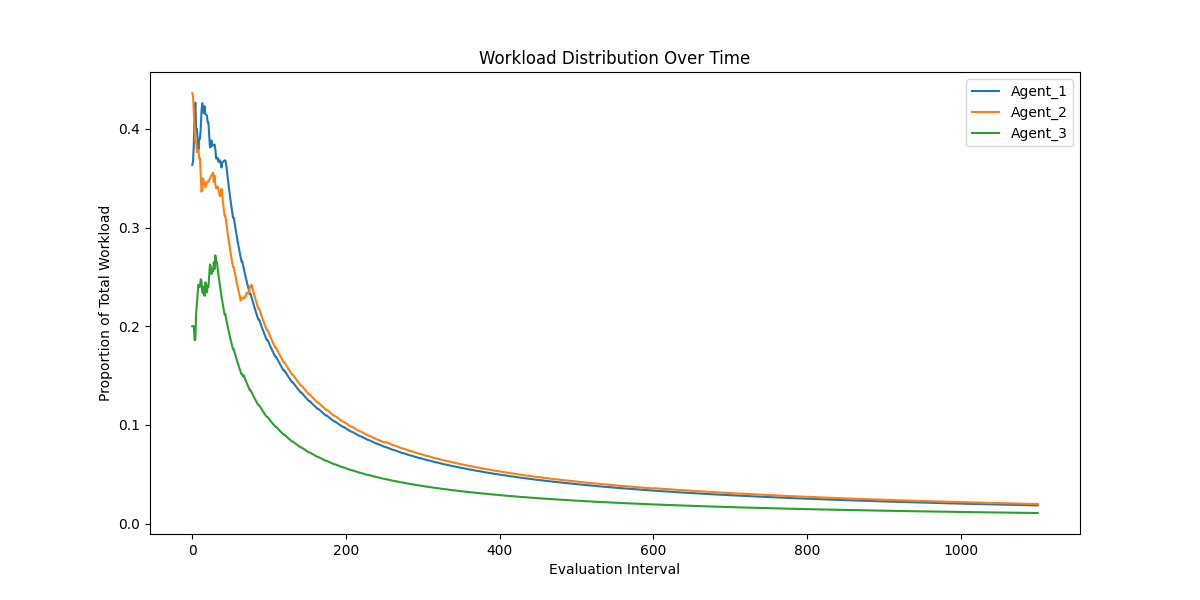 Workload Distribution Over Time
Agent_1
Agent_2
Agent_3
Proportion of Total Workload
0.4
0.3
0.2
0.1
0.0
0
200
400
600
800
1000
Evaluation Interval